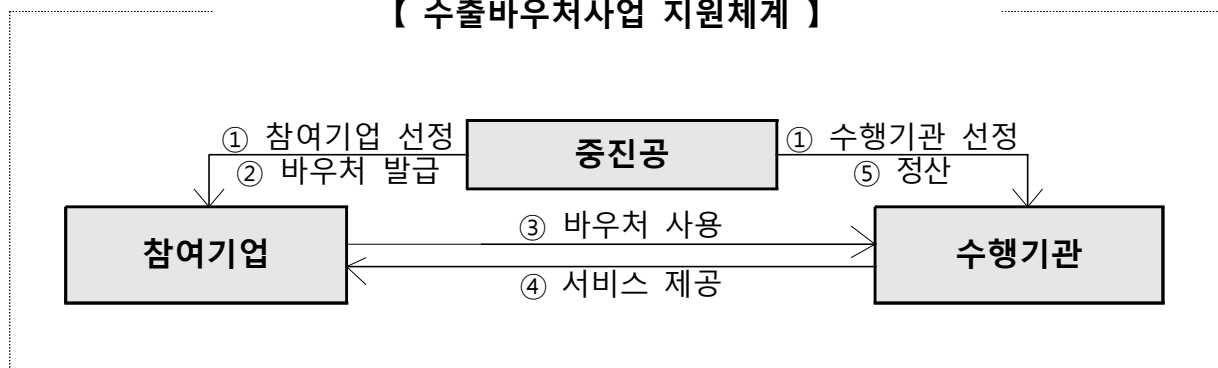 【 수출바우처사업 지원체계 】
① 참여기업 선정
② 바우처 발급
중진공
① 수행기관 선정
⑤ 정산
참여기업
③ 바우처 사용
④ 서비스 제공
수행기관